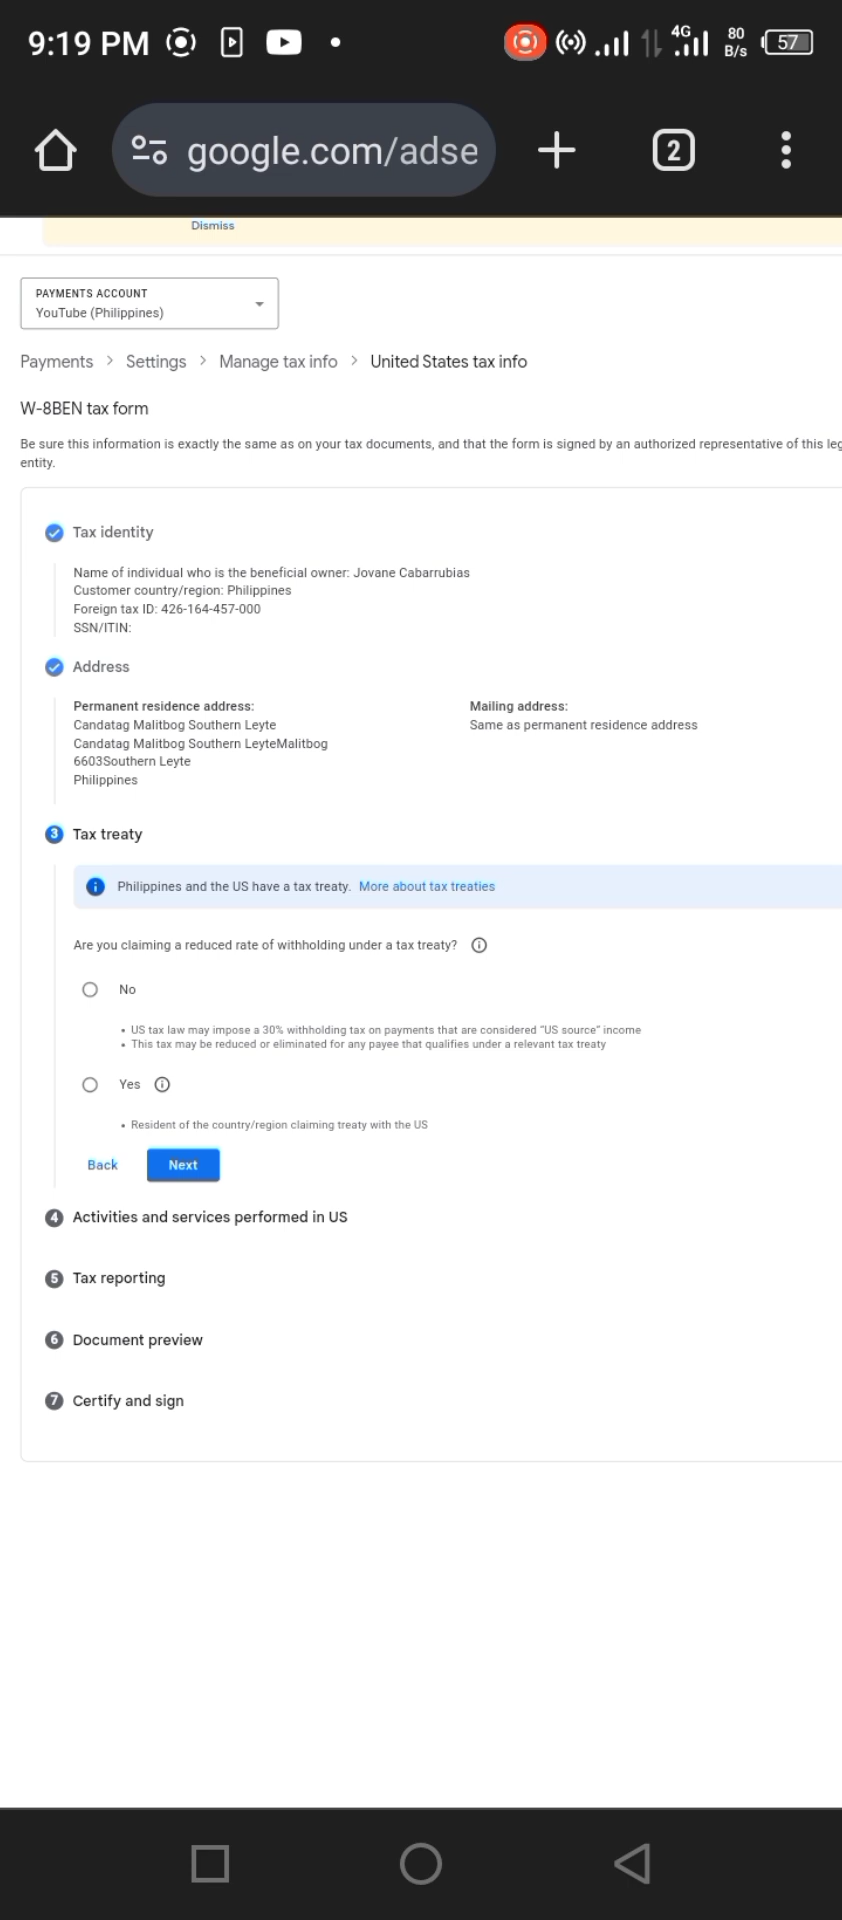 9:19 PM
4G
80
B/s
57
google.com/adse
2
Dismiss
PAYMENTS ACCOUNT
YouTube (Philippines)
Payments > Settings > Manage tax info > United States tax info
W-8BEN tax form
Be sure this information is exactly the same as on your tax documents, and that the form is signed by an authorized representative of this leg
entity.
Tax identity
Name of individual who is the beneficial owner: Jovane Cabarrubias
Customer country/region: Philippines
Foreign tax ID: 426-164-457-000
SSN/ITIN:
Address
Permanent residence address:
Candatag Malitbog Southern Leyte
Candatag Malitbog Southern LeyteMalitbog
6603Southern Leyte
Philippines
Mailing address:
Same as permanent residence address
3 Tax treaty
Philippines and the US have a tax treaty. More about tax treaties
Are you claiming a reduced rate of withholding under a tax treaty?
No
• US tax law may impose a 30% withholding tax on payments that are considered "US source" income
• This tax may be reduced or eliminated for any payee that qualifies under a relevant tax treaty
Yes
• Resident of the country/region claiming treaty with the US
Back Next
4 Activities and services performed in US
5 Tax reporting
6 Document preview
7 Certify and sign